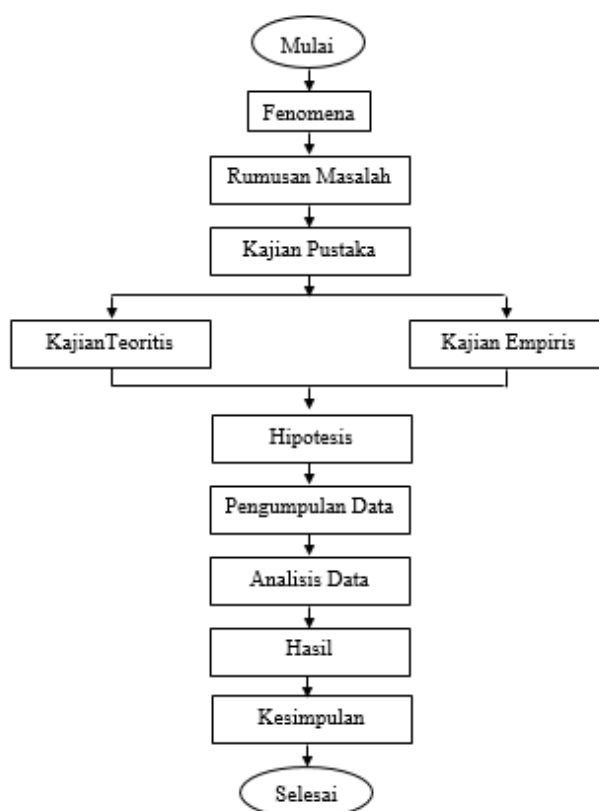 Mulai
Fenomena
Rumusan Masalah
Kajian Pustaka
KajianTeoritis
Kajian Empiris
Hipotesis
Pengumpulan Data
Analisis Data
Hasil
Kesimpulan
Selesai